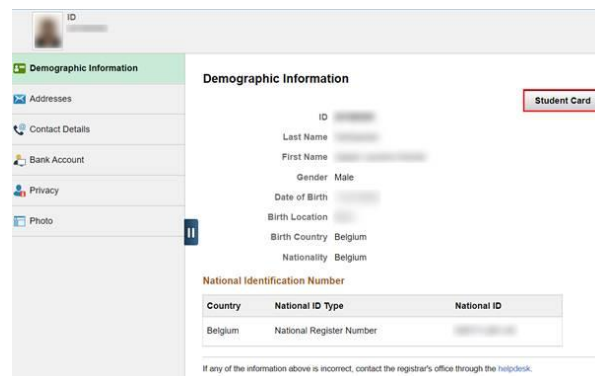 ID
Demographic Information
Addresses
Contact Details
Bank Account
Privacy
Photo
Demographic Information
Student Card
ID
Last Name
First Name
Gender Male
Date of Birth
Birth Location
Birth Country Belgium
Nationality Belgium
National Identification Number
Country National ID Type National ID
Belgium National Register Number
If any of the information above is incorrect, contact the registrar's office through the helpdesk.